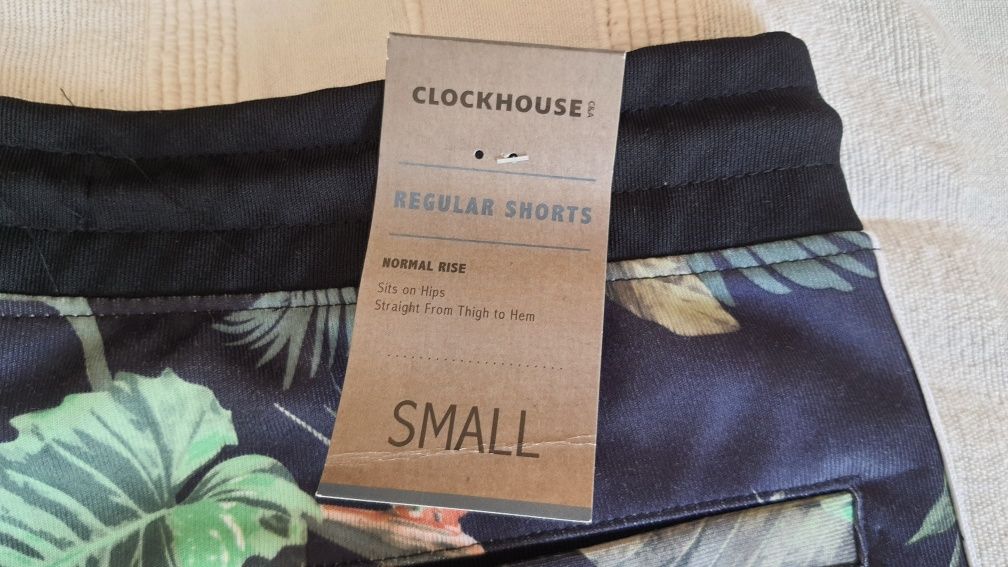 CLOCKHOUSE C&A
REGULAR SHORTS
NORMAL RISE
Sits on Hips
Straight From Thigh to Hem
SMALL